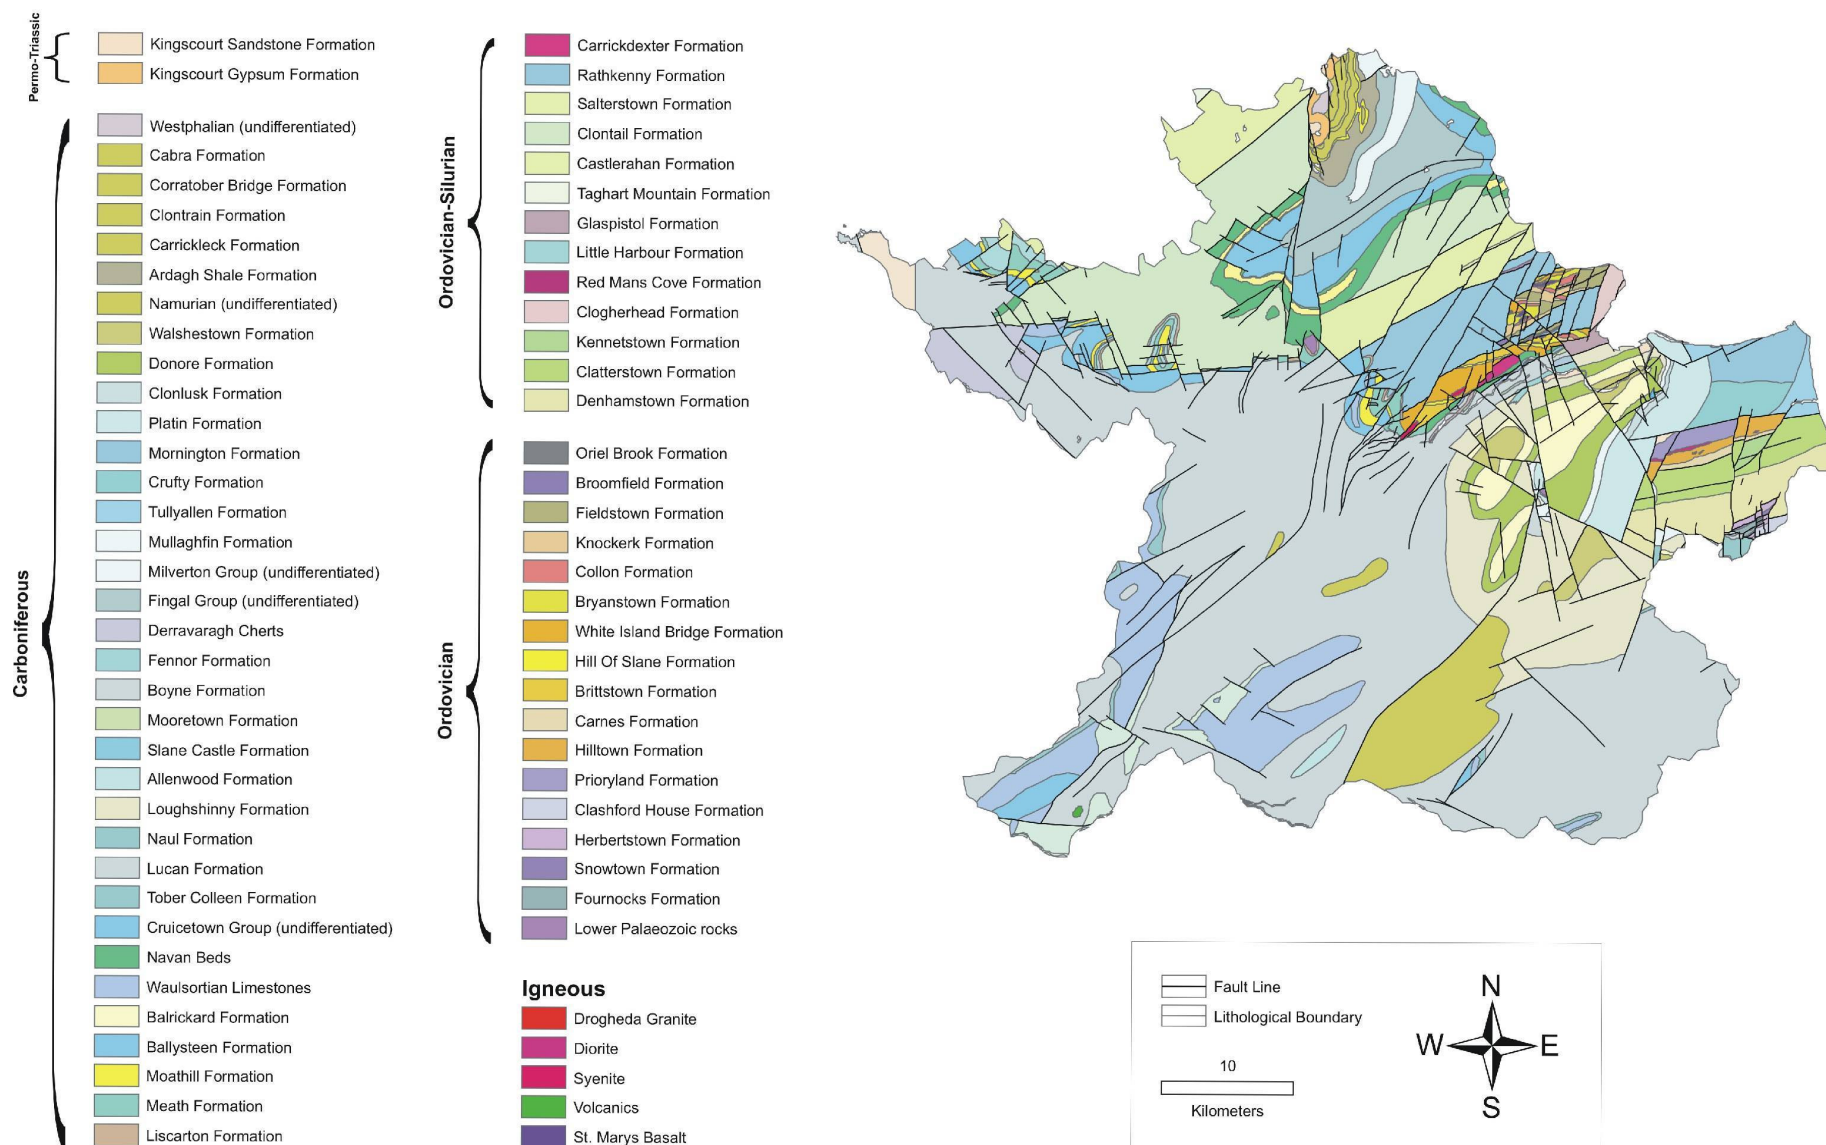 Permo-Triassic
Kingscourt Sandstone Formation
Kingscourt Gypsum Formation
Carboniferous
Westphalian (undifferentiated)
Cabra Formation
Corratober Bridge Formation
Clontrain Formation
Carrickleck Formation
Ardagh Shale Formation
Namurian (undifferentiated)
Walshestown Formation
Donore Formation
Clonlusk Formation
Platin Formation
Mornington Formation
Crufty Formation
Tullyallen Formation
Mullaghfin Formation
Milverton Group (undifferentiated)
Fingal Group (undifferentiated)
Derravaragh Cherts
Fennor Formation
Boyne Formation
Mooretown Formation
Slane Castle Formation
Allenwood Formation
Loughshinny Formation
Naul Formation
Lucan Formation
Tober Colleen Formation
Cruicetown Group (undifferentiated)
Navan Beds
Waulsortian Limestones
Balrickard Formation
Ballysteen Formation
Moathill Formation
Meath Formation
Liscarton Formation
Ordovician-Silurian
Carrickdexter Formation
Rathkenny Formation
Salterstown Formation
Clontail Formation
Castlerahan Formation
Taghart Mountain Formation
Glaspistol Formation
Little Harbour Formation
Red Mans Cove Formation
Clogherhead Formation
Kennetstown Formation
Clatterstown Formation
Denhamstown Formation
Ordovician
Oriel Brook Formation
Broomfield Formation
Fieldstown Formation
Knockerk Formation
Collon Formation
Bryanstown Formation
White Island Bridge Formation
Hill Of Slane Formation
Brittstown Formation
Carnes Formation
Hilltown Formation
Prioryland Formation
Clashford House Formation
Herbertstown Formation
Snowtown Formation
Fournocks Formation
Lower Palaeozoic rocks
Igneous
Drogheda Granite
Diorite
Syenite
Volcanics
St. Marys Basalt
Fault Line
Lithological Boundary
10
Kilometers
N
W
E
S